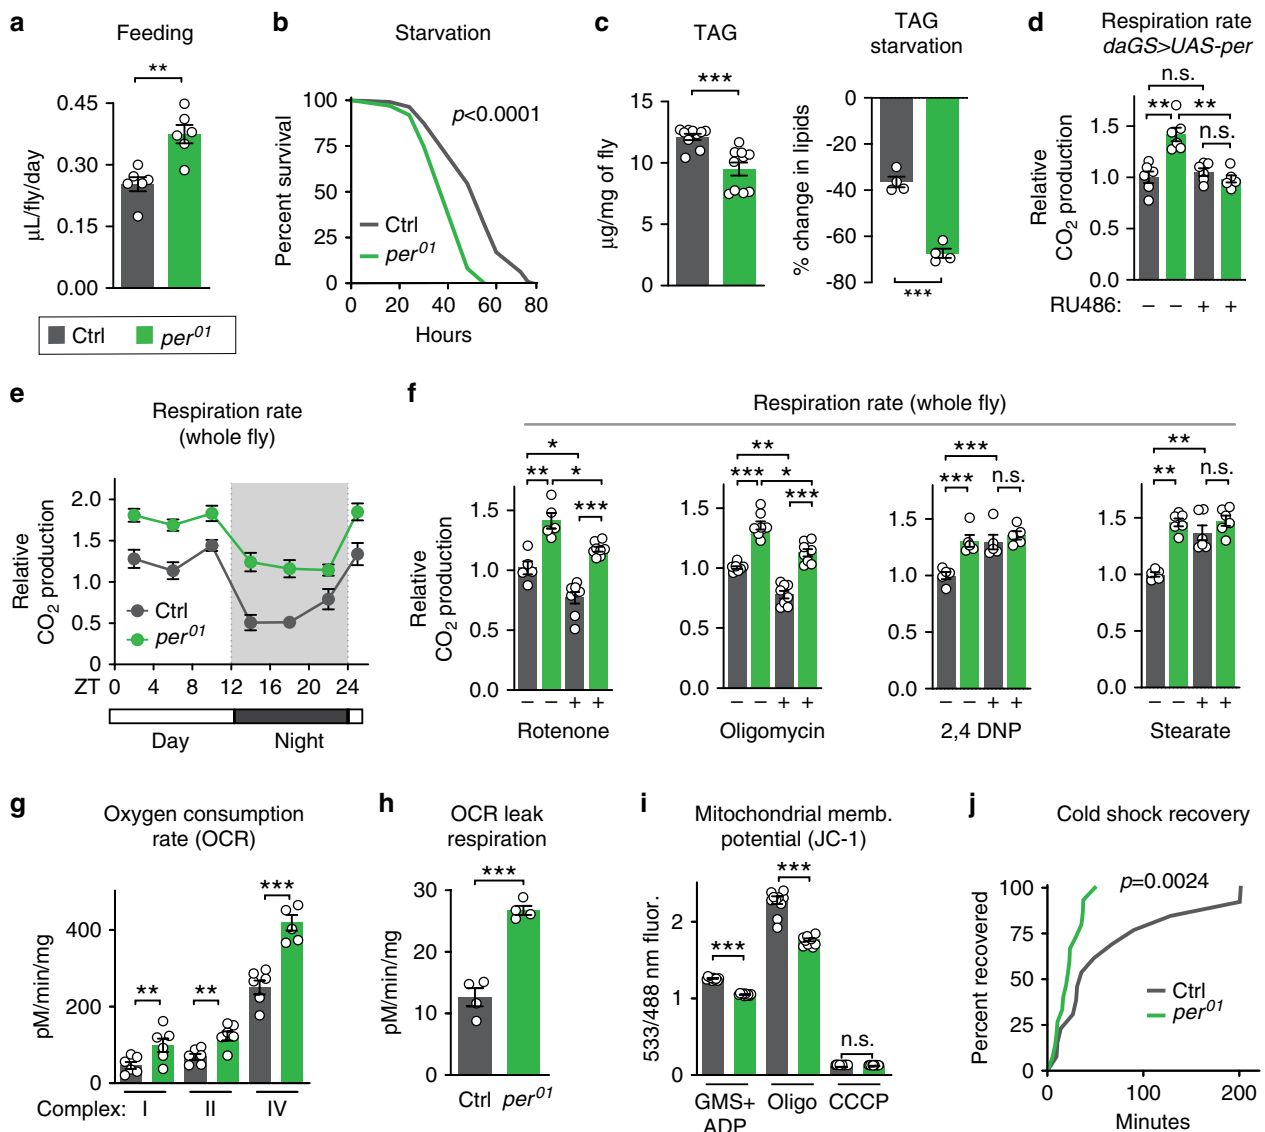 a
Feeding
**
μL/fly/day
0.45
0.30
0.15
0.00
Ctrl per01
b
Starvation
p<0.0001
Percent survival
100
75
50
25
0
Ctrl
per01
0 20 40 60 80
Hours
c
TAG
***
μg/mg of fly
15
10
5
0
TAG
starvation
% change in lipids
0
-20
-40
-60
-80
***
d
Respiration rate
daGS>UAS-per
n.s.
** **
n.s.
Relative
CO2 production
1.5
1.0
0.5
0.0
RU486: – – + +
e
Respiration rate
(whole fly)
Relative
CO2 production
2.0
1.5
1
0.5
0
Ctrl
per01
ZT 0 4 8 12 16 20 24
Day Night
f
Respiration rate (whole fly)
Relative
CO2 production
*
** *
***
1.5
1.0
0.5
0.0
– – + +
Rotenone
**
*** *
***
1.5
1.0
0.5
0.0
– – + +
Oligomycin
***
*** n.s.
1.5
1.0
0.5
0.0
– – + +
2,4 DNP
**
** n.s.
1.5
1.0
0.5
0.0
– – + +
Stearate
g
Oxygen consumption
rate (OCR)
pM/min/mg
400
200
0
** ** ***
Complex: I II IV
h
OCR leak
respiration
***
pM/min/mg
30
20
10
0
Ctrl per01
i
Mitochondrial memb.
potential (JC-1)
533/488 nm fluor.
2
1
0
*** *** n.s.
GMS+
ADP
Oligo CCCP
j
Cold shock recovery
p=0.0024
Percent recovered
100
75
50
25
0
Ctrl
per01
0 100 200
Minutes